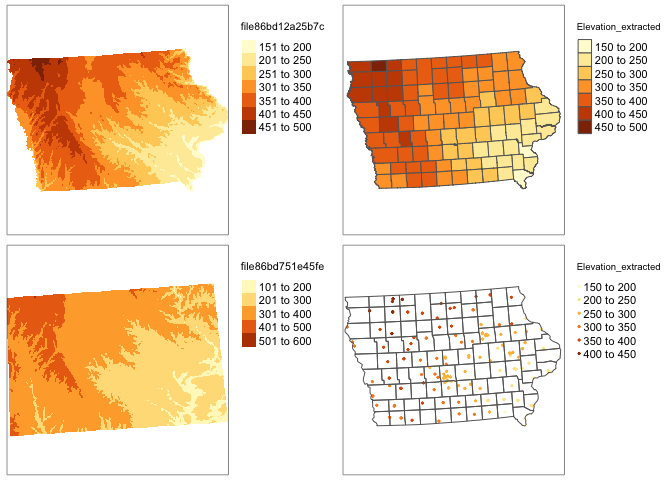 file86bd12a25b7c
151 to 200
201 to 250
251 to 300
301 to 350
351 to 400
401 to 450
451 to 500
Elevation_extracted
150 to 200
200 to 250
250 to 300
300 to 350
350 to 400
400 to 450
450 to 500
file86bd751e45fe
101 to 200
201 to 300
301 to 400
401 to 500
501 to 600
Elevation_extracted
150 to 200
200 to 250
250 to 300
300 to 350
350 to 400
400 to 450